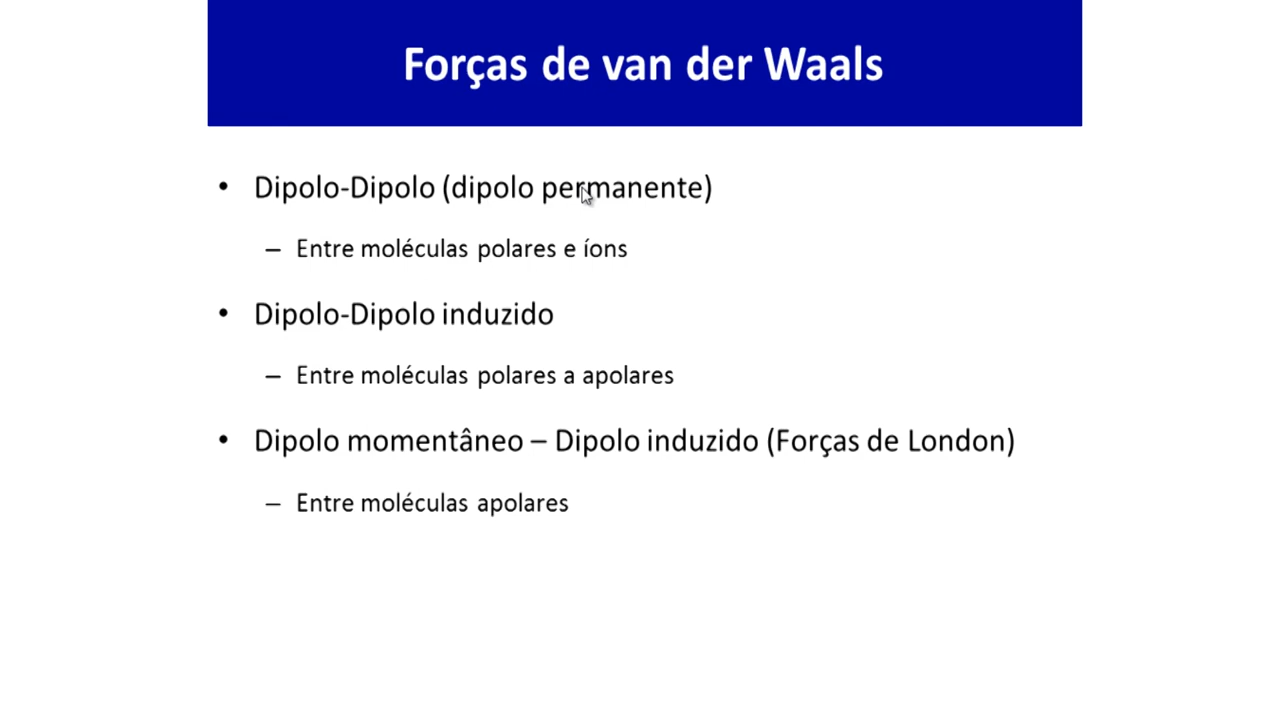 Forças de van der Waals
• Dipolo-Dipolo (dipolo permanente)
– Entre moléculas polares e íons
• Dipolo-Dipolo induzido
– Entre moléculas polares a apolares
• Dipolo momentâneo – Dipolo induzido (Forças de London)
– Entre moléculas apolares